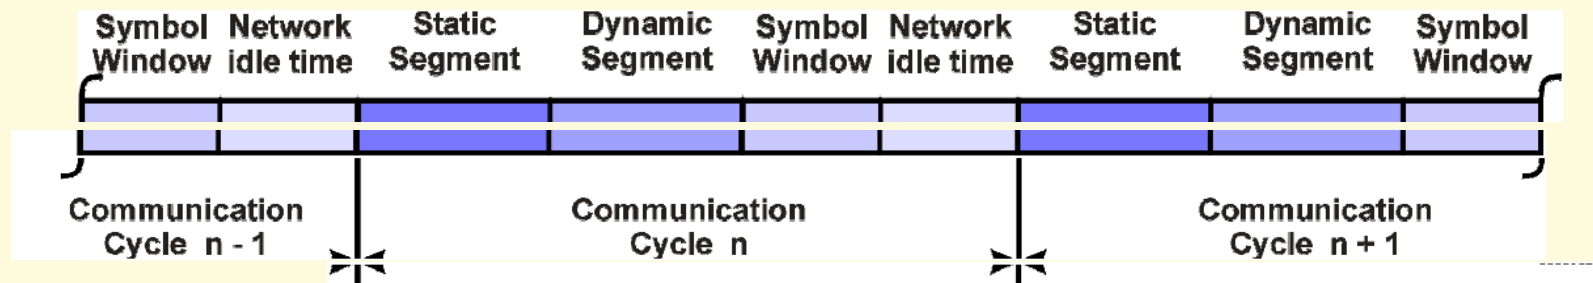 Symbol
Window
Network
idle time
Static
Segment
Dynamic
Segment
Symbol
Window
Network
idle time
Static
Segment
Dynamic
Segment
Symbol
Window
Communication
Cycle n - 1
Communication
Cycle n
Communication
Cycle n + 1